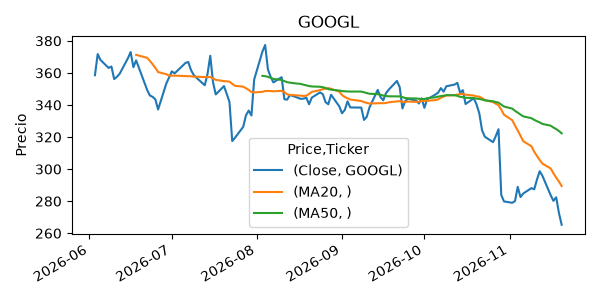 GOOGL
Precio
380
360
340
320
300
280
260
Price,Ticker
(Close, GOOGL)
(MA20, )
(MA50, )
2026-06
2026-07
2026-08
2026-09
2026-10
2026-11